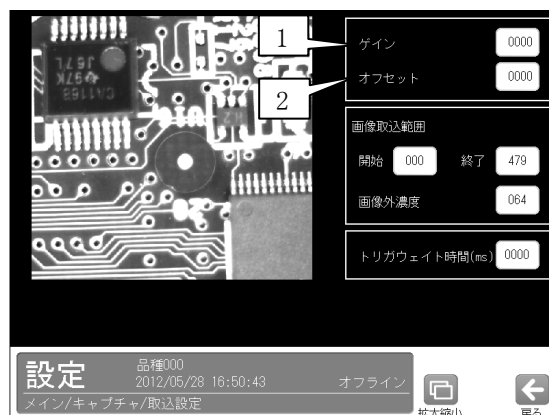 1
ゲイン 0000
2
オフセット 0000
画像取込範囲
開始 000 終了 479
画像外濃度 064
トリガウェイト時間(ms) 0000
設定
品種000
2012/05/28 16:50:43 オフライン
メイン/キャプチャ/取込設定
拡大縮小
戻る